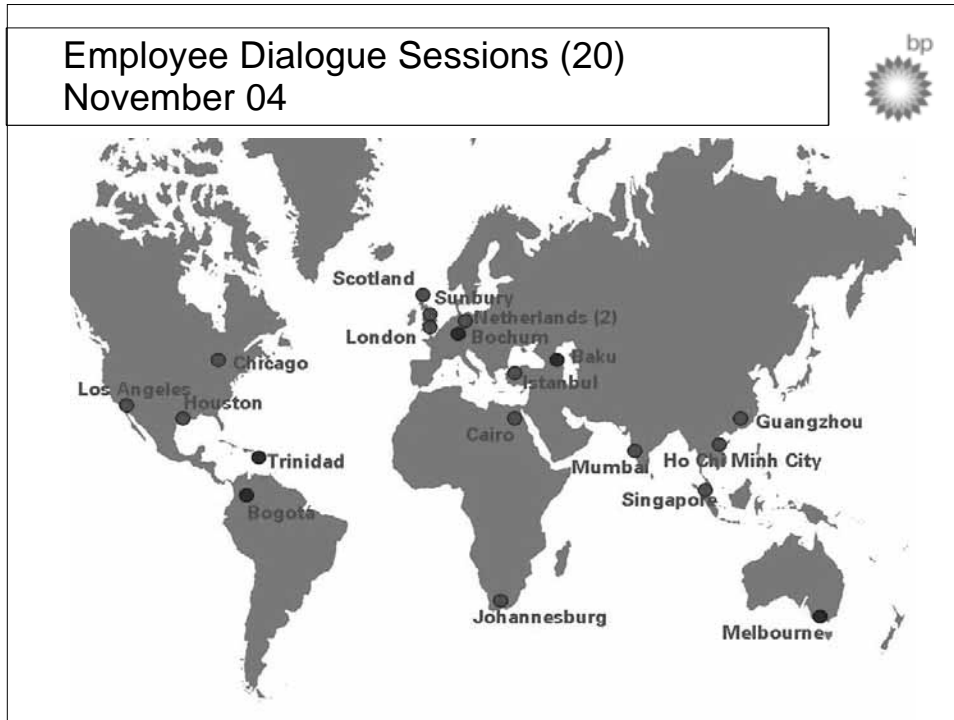 Employee Dialogue Sessions (20)
November 04
bp
Scotland
Sunbury
Netherlands (2)
London
Bochum
Chicago
Baku
Istanbul
Los Angeles
Houston
Guangzhou
Cairo
Trinidad
Mumbai
Ho Chi Minh City
Singapore
Bogota
Johannesburg
Melbourne